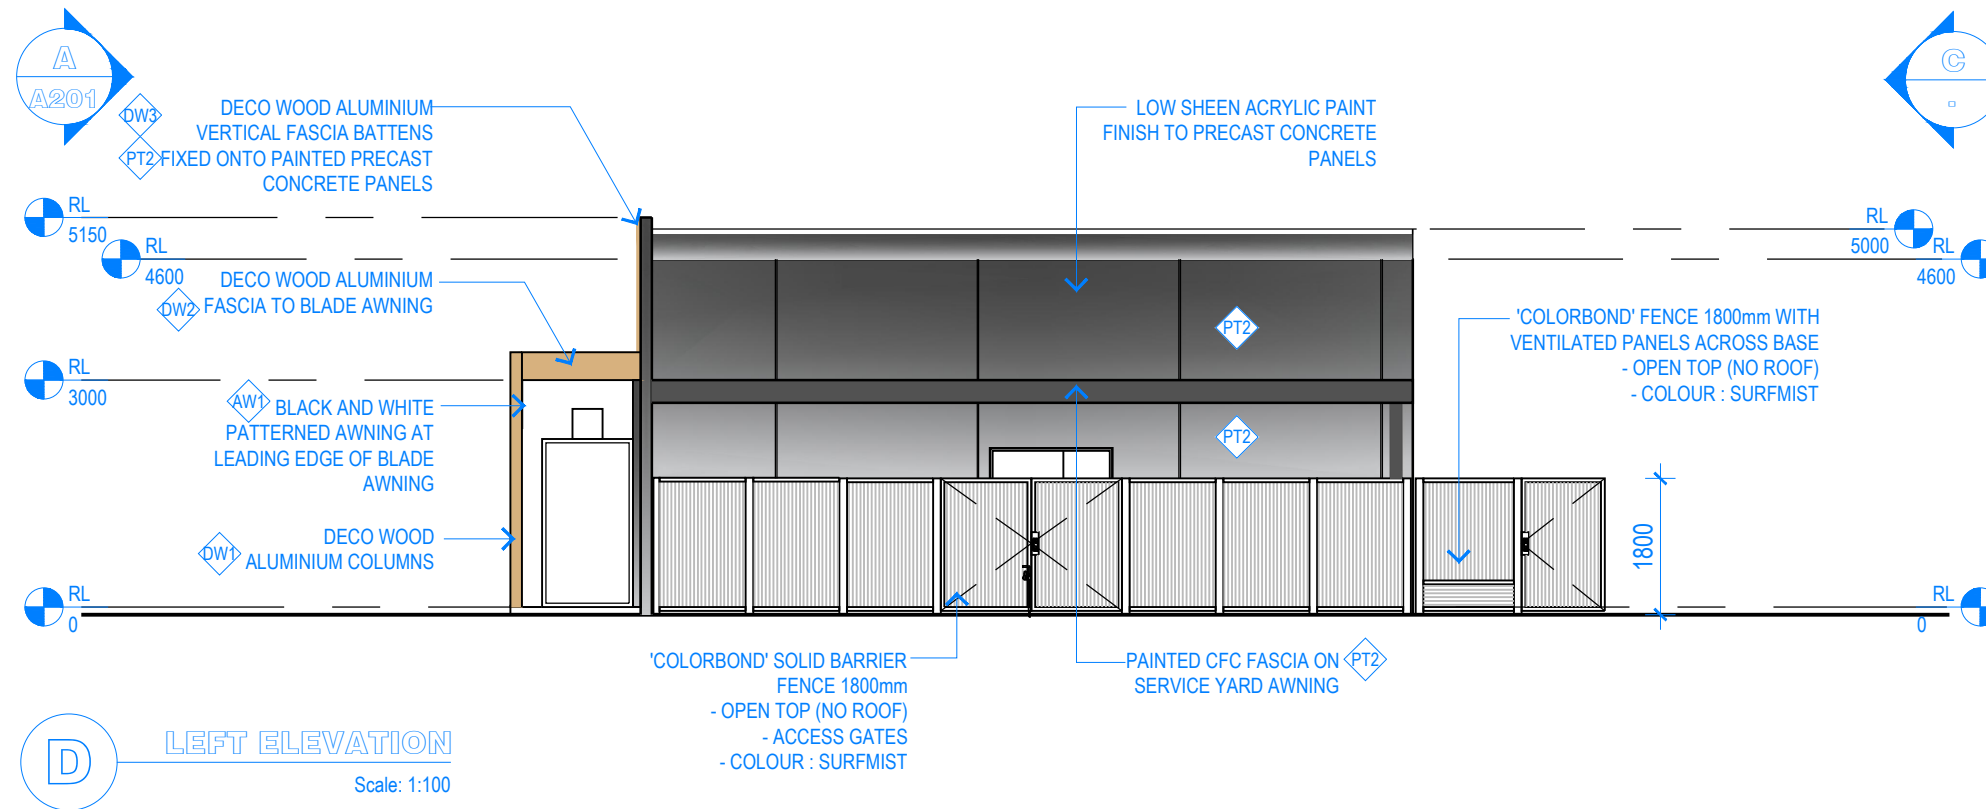 A
A201
C
DW3
PT2
DECO WOOD ALUMINIUM
VERTICAL FASCIA BATTENS
FIXED ONTO PAINTED PRECAST
CONCRETE PANELS
LOW SHEEN ACRYLIC PAINT
FINISH TO PRECAST CONCRETE
PANELS
RL
5150
RL
4600
RL
5000
RL
4600
DW2
DECO WOOD ALUMINIUM
FASCIA TO BLADE AWNING
PT2
'COLORBOND' FENCE 1800mm WITH
VENTILATED PANELS ACROSS BASE
- OPEN TOP (NO ROOF)
- COLOUR : SURFMIST
RL
3000
AW1
BLACK AND WHITE
PATTERNED AWNING AT
LEADING EDGE OF BLADE
AWNING
PT2
DW1
DECO WOOD
ALUMINIUM COLUMNS
1800
RL
0
RL
0
'COLORBOND' SOLID BARRIER
FENCE 1800mm
- OPEN TOP (NO ROOF)
- ACCESS GATES
- COLOUR : SURFMIST
PAINTED CFC FASCIA ON
SERVICE YARD AWNING
PT2
D
LEFT ELEVATION
Scale: 1:100